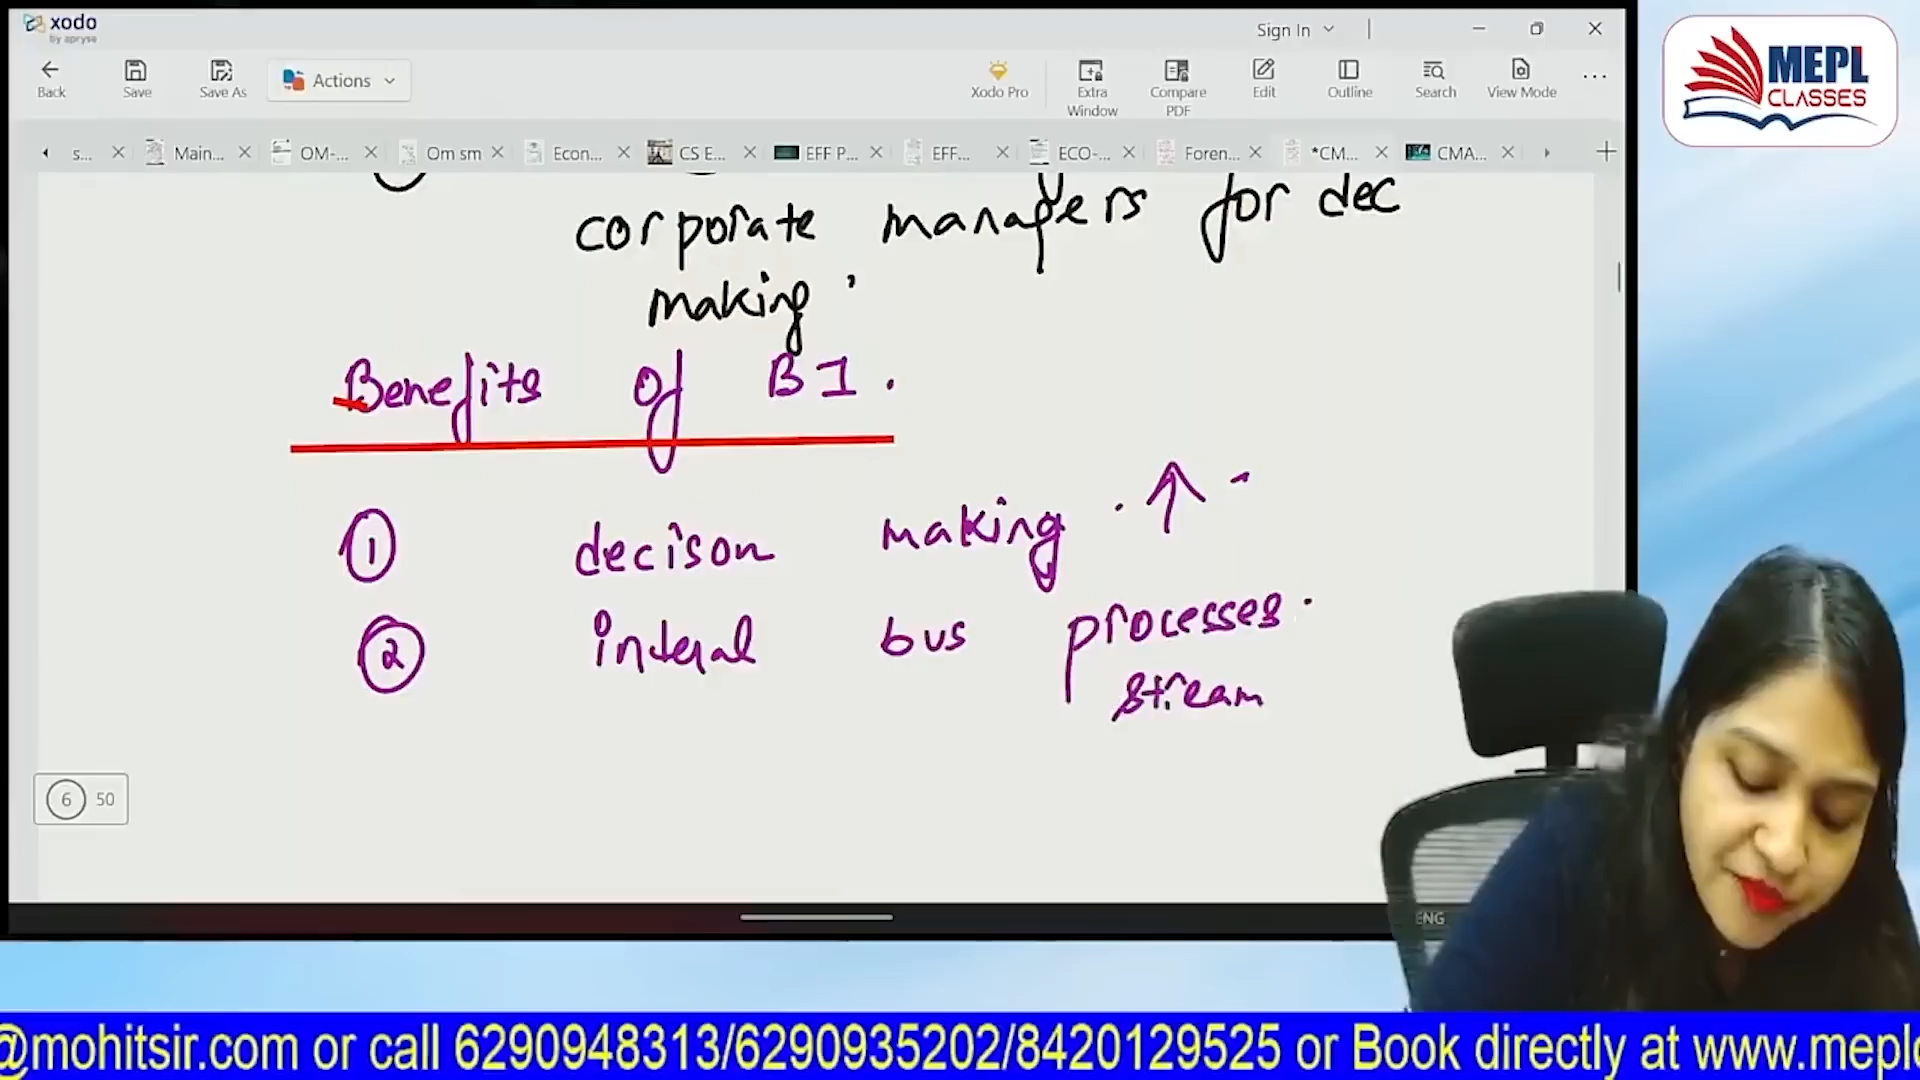 xodo
by apryse
Sign In
Back
Save
Save As
Actions
Xodo Pro
Extra Window
Compare PDF
Edit
Outline
Search
View Mode
s...
Main...
OM-...
Om sm
Econ...
CS E...
EFF P...
EFF...
ECO-...
Foren...
*CM...
CMA...
MEPL
CLASSES
corporate managers for dec
making.
Benefits of BI.
① decison making. ↑
② interal bus processes.
stream
6 50
ENG
@mohitsir.com or call 6290948313/6290935202/8420129525 or Book directly at www.mepl